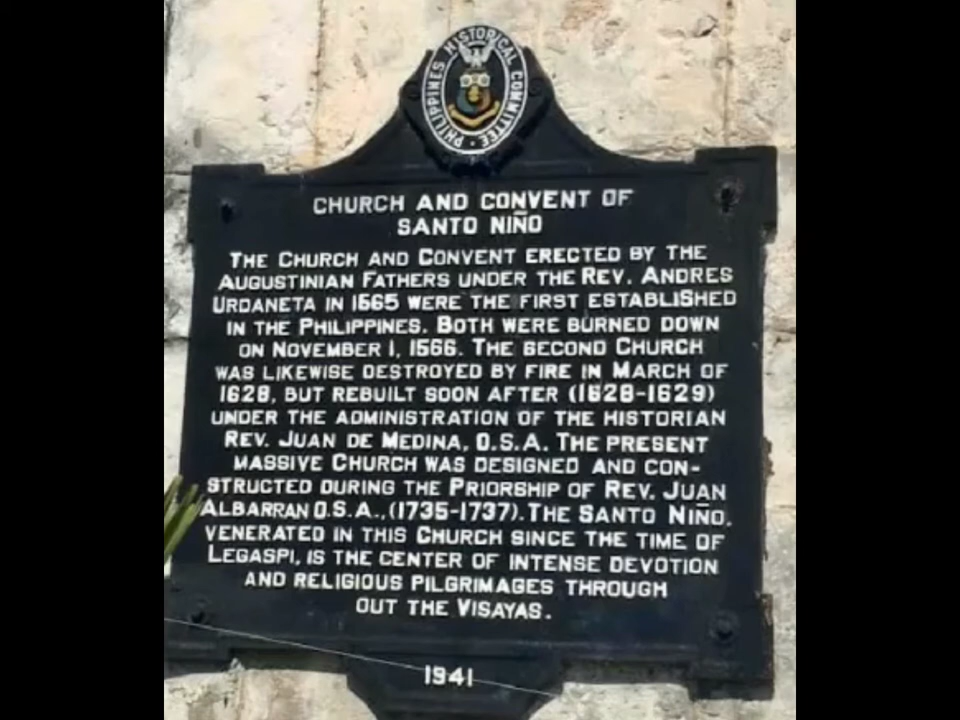 PHILIPPINES HISTORICAL COMMITTEE
CHURCH AND CONVENT OF
SANTO NIÑO
THE CHURCH AND CONVENT ERECTED BY THE
AUGUSTINIAN FATHERS UNDER THE REV. ANDRES
URDANETA IN 1565 WERE THE FIRST ESTABLISHED
IN THE PHILIPPINES. BOTH WERE BURNED DOWN
ON NOVEMBER 1, 1566. THE SECOND CHURCH
WAS LIKEWISE DESTROYED BY FIRE IN MARCH OF
1628, BUT REBUILT SOON AFTER (1628-1629)
UNDER THE ADMINISTRATION OF THE HISTORIAN
REV. JUAN DE MEDINA, O.S.A. THE PRESENT
MASSIVE CHURCH WAS DESIGNED AND CON-
STRUCTED DURING THE PRIORSHIP OF REV. JUAN
ALBARRAN O.S.A., (1735-1737). THE SANTO NIÑO,
VENERATED IN THIS CHURCH SINCE THE TIME OF
LEGASPI, IS THE CENTER OF INTENSE DEVOTION
AND RELIGIOUS PILGRIMAGES THROUGH
OUT THE VISAYAS.
1941